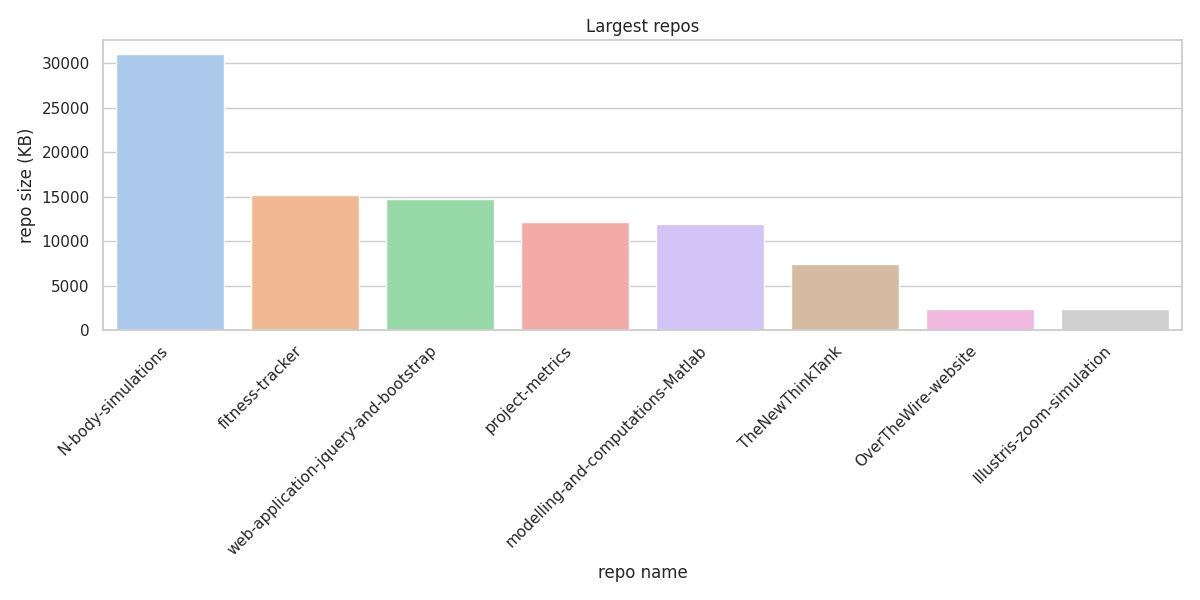 Largest repos
repo size (KB)
30000
25000
20000
15000
10000
5000
0
N-body-simulations
fitness-tracker
web-application-jquery-and-bootstrap
project-metrics
modelling-and-computations-Matlab
TheNewThinkTank
OverTheWire-website
Illustris-zoom-simulation
repo name